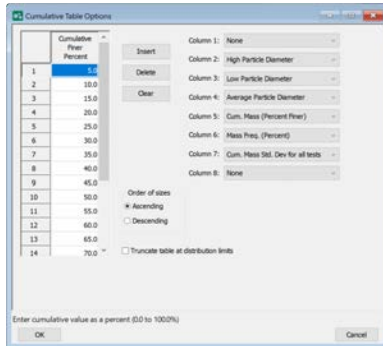 Cumulative Table Options
Cumulative
Finer
Percent
1 5.0
2 10.0
3 15.0
4 20.0
5 25.0
6 30.0
7 35.0
8 40.0
9 45.0
10 50.0
11 55.0
12 60.0
13 65.0
14 70.0
Insert
Delete
Clear
Order of sizes
Ascending
Descending
Truncate table at distribution limits
Column 1: None
Column 2: High Particle Diameter
Column 3: Low Particle Diameter
Column 4: Average Particle Diameter
Column 5: Cum. Mass (Percent Finer)
Column 6: Mass Freq. (Percent)
Column 7: Cum. Mass Std. Dev for all tests
Column 8: None
Enter cumulative value as a percent (0.0 to 100.0%)
OK
Cancel